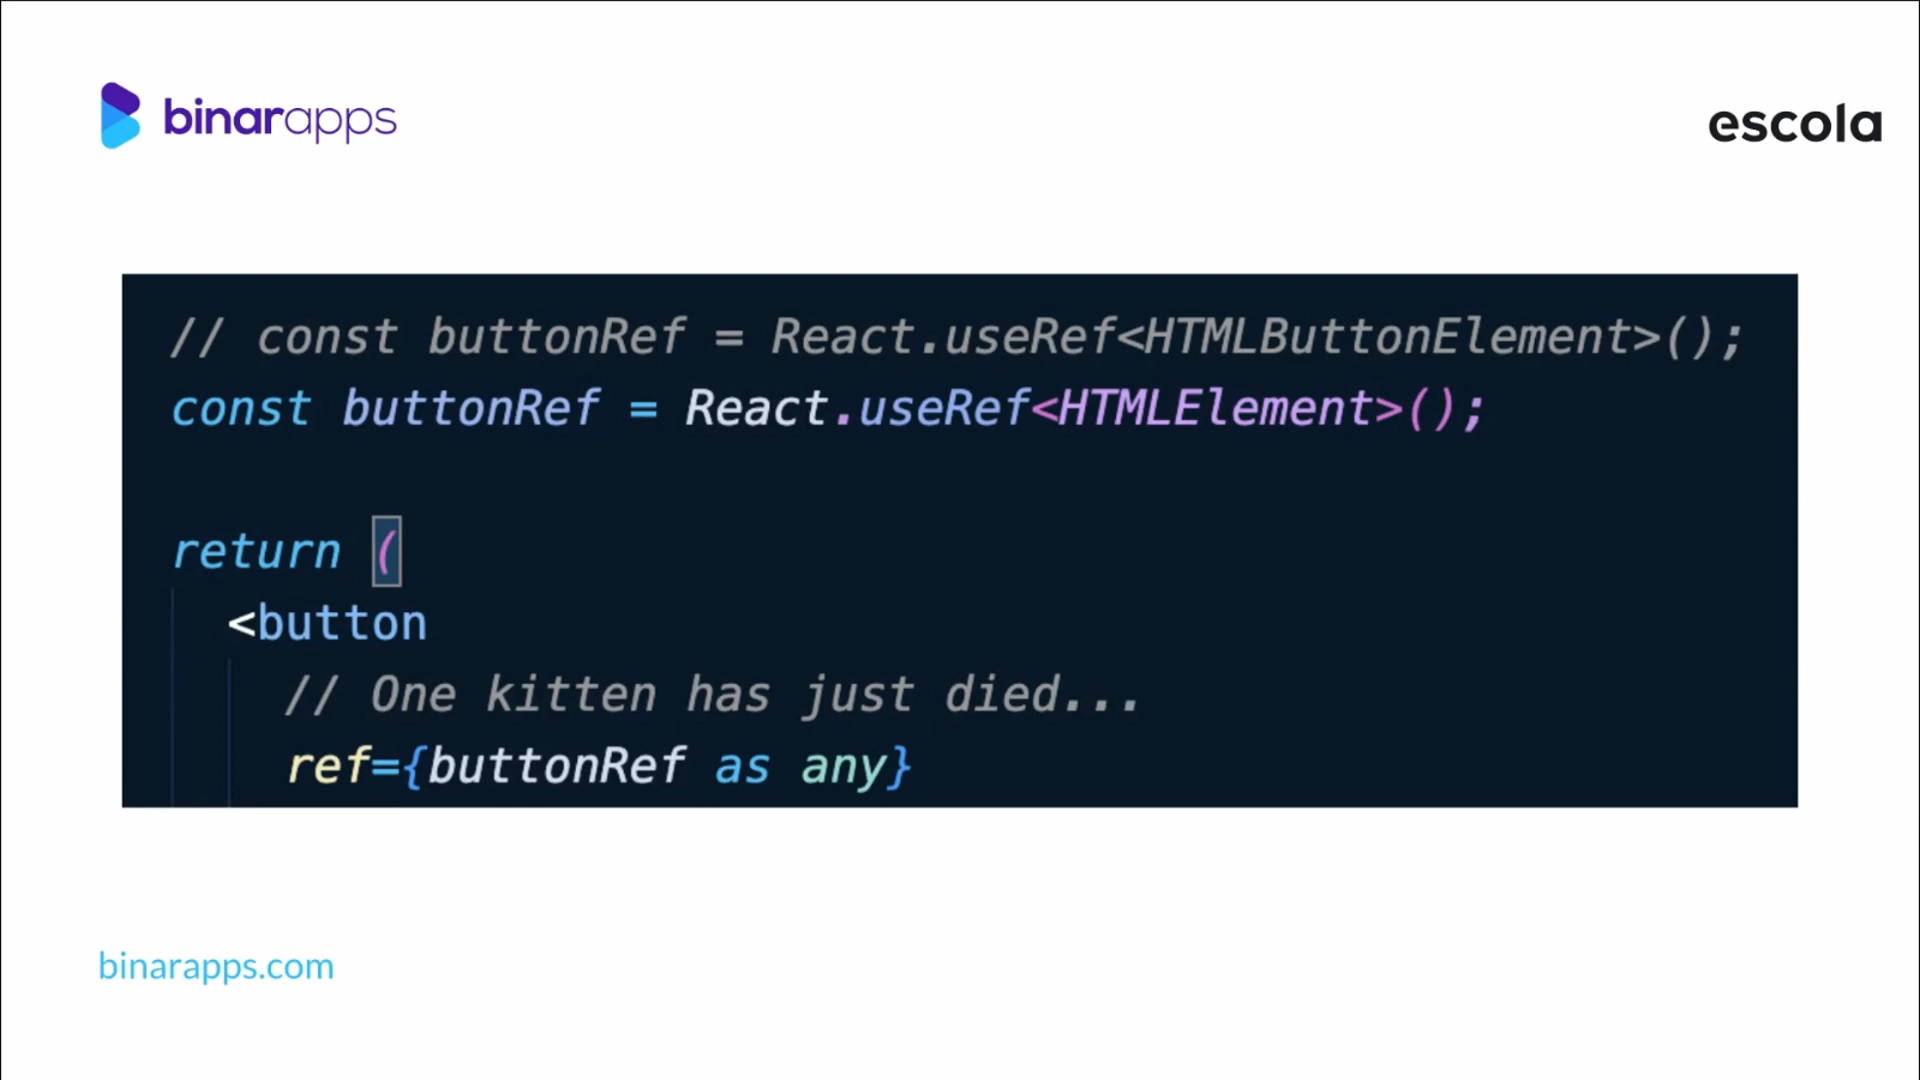 binarapps
escola
// const buttonRef = React.useRef<HTMLButtonElement>();
const buttonRef = React.useRef<HTMLElement>();
return (
<button
// One kitten has just died...
ref={buttonRef as any}
binarapps.com